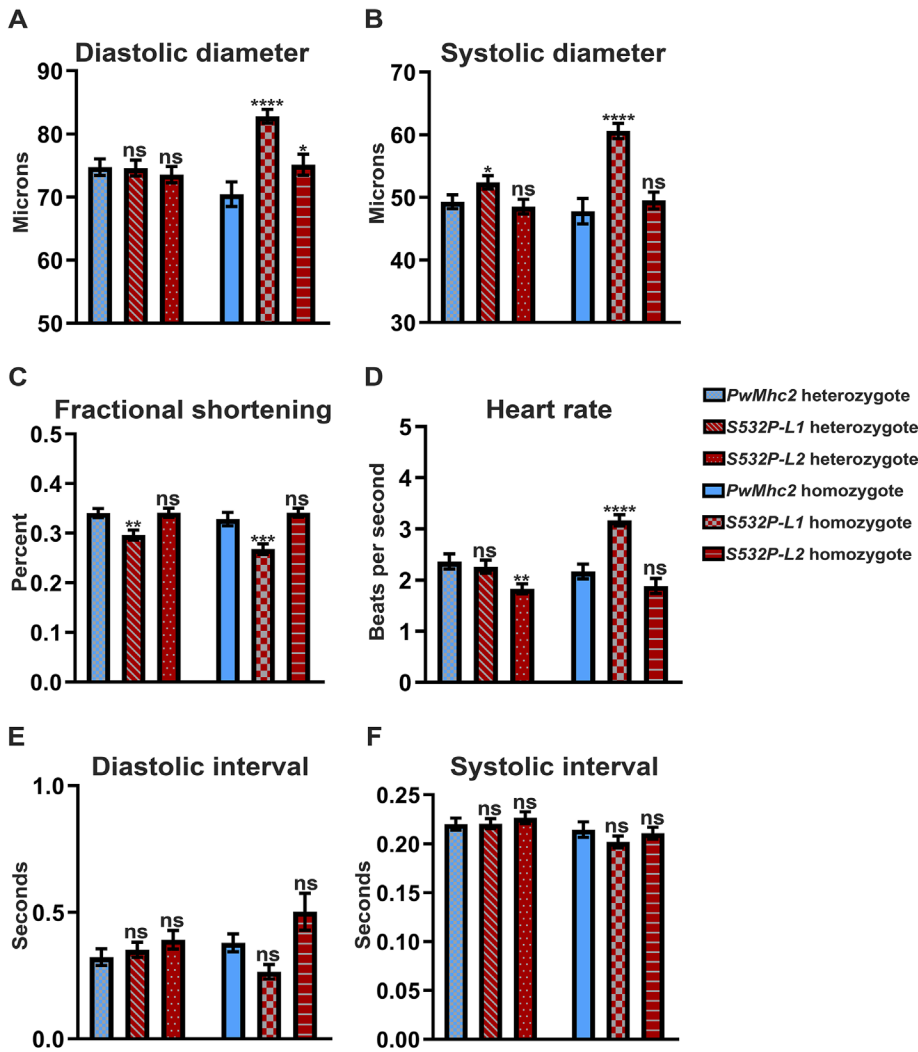 A
Diastolic diameter
Microns
90
80
70
60
50
ns
ns
****
*
B
Systolic diameter
Microns
70
60
50
40
30
*
ns
****
ns
C
Fractional shortening
Percent
0.5
0.4
0.3
0.2
0.1
0.0
**
ns
***
ns
D
Heart rate
Beats per second
5
4
3
2
1
0
ns
**
****
ns
PwMhc2 heterozygote
S532P-L1 heterozygote
S532P-L2 heterozygote
PwMhc2 homozygote
S532P-L1 homozygote
S532P-L2 homozygote
E
Diastolic interval
Seconds
1.0
0.5
0.0
ns
ns
ns
ns
F
Systolic interval
Seconds
0.25
0.20
0.15
0.10
0.05
0.00
ns
ns
ns
ns